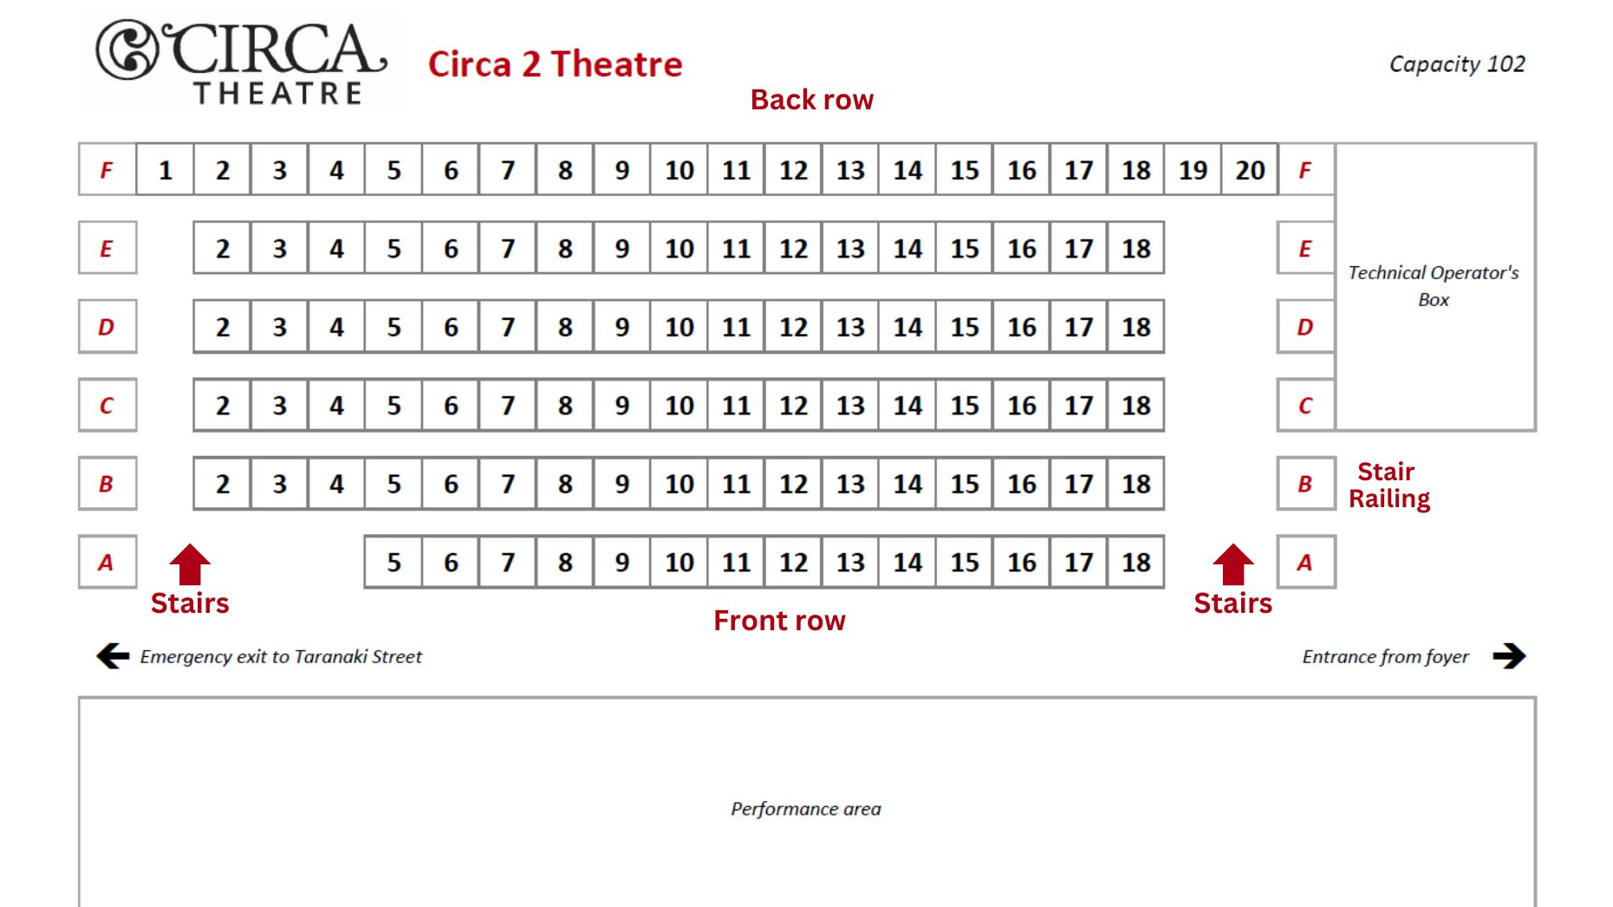 CIRCA
THEATRE
Circa 2 Theatre
Capacity 102
Back row
F 1 2 3 4 5 6 7 8 9 10 11 12 13 14 15 16 17 18 19 20 F
E 2 3 4 5 6 7 8 9 10 11 12 13 14 15 16 17 18 E
Technical Operator's
Box
D 2 3 4 5 6 7 8 9 10 11 12 13 14 15 16 17 18 D
C 2 3 4 5 6 7 8 9 10 11 12 13 14 15 16 17 18 C
B 2 3 4 5 6 7 8 9 10 11 12 13 14 15 16 17 18 B
Stair
Railing
A 5 6 7 8 9 10 11 12 13 14 15 16 17 18 A
Stairs
Stairs
Front row
Emergency exit to Taranaki Street
Entrance from foyer
Performance area